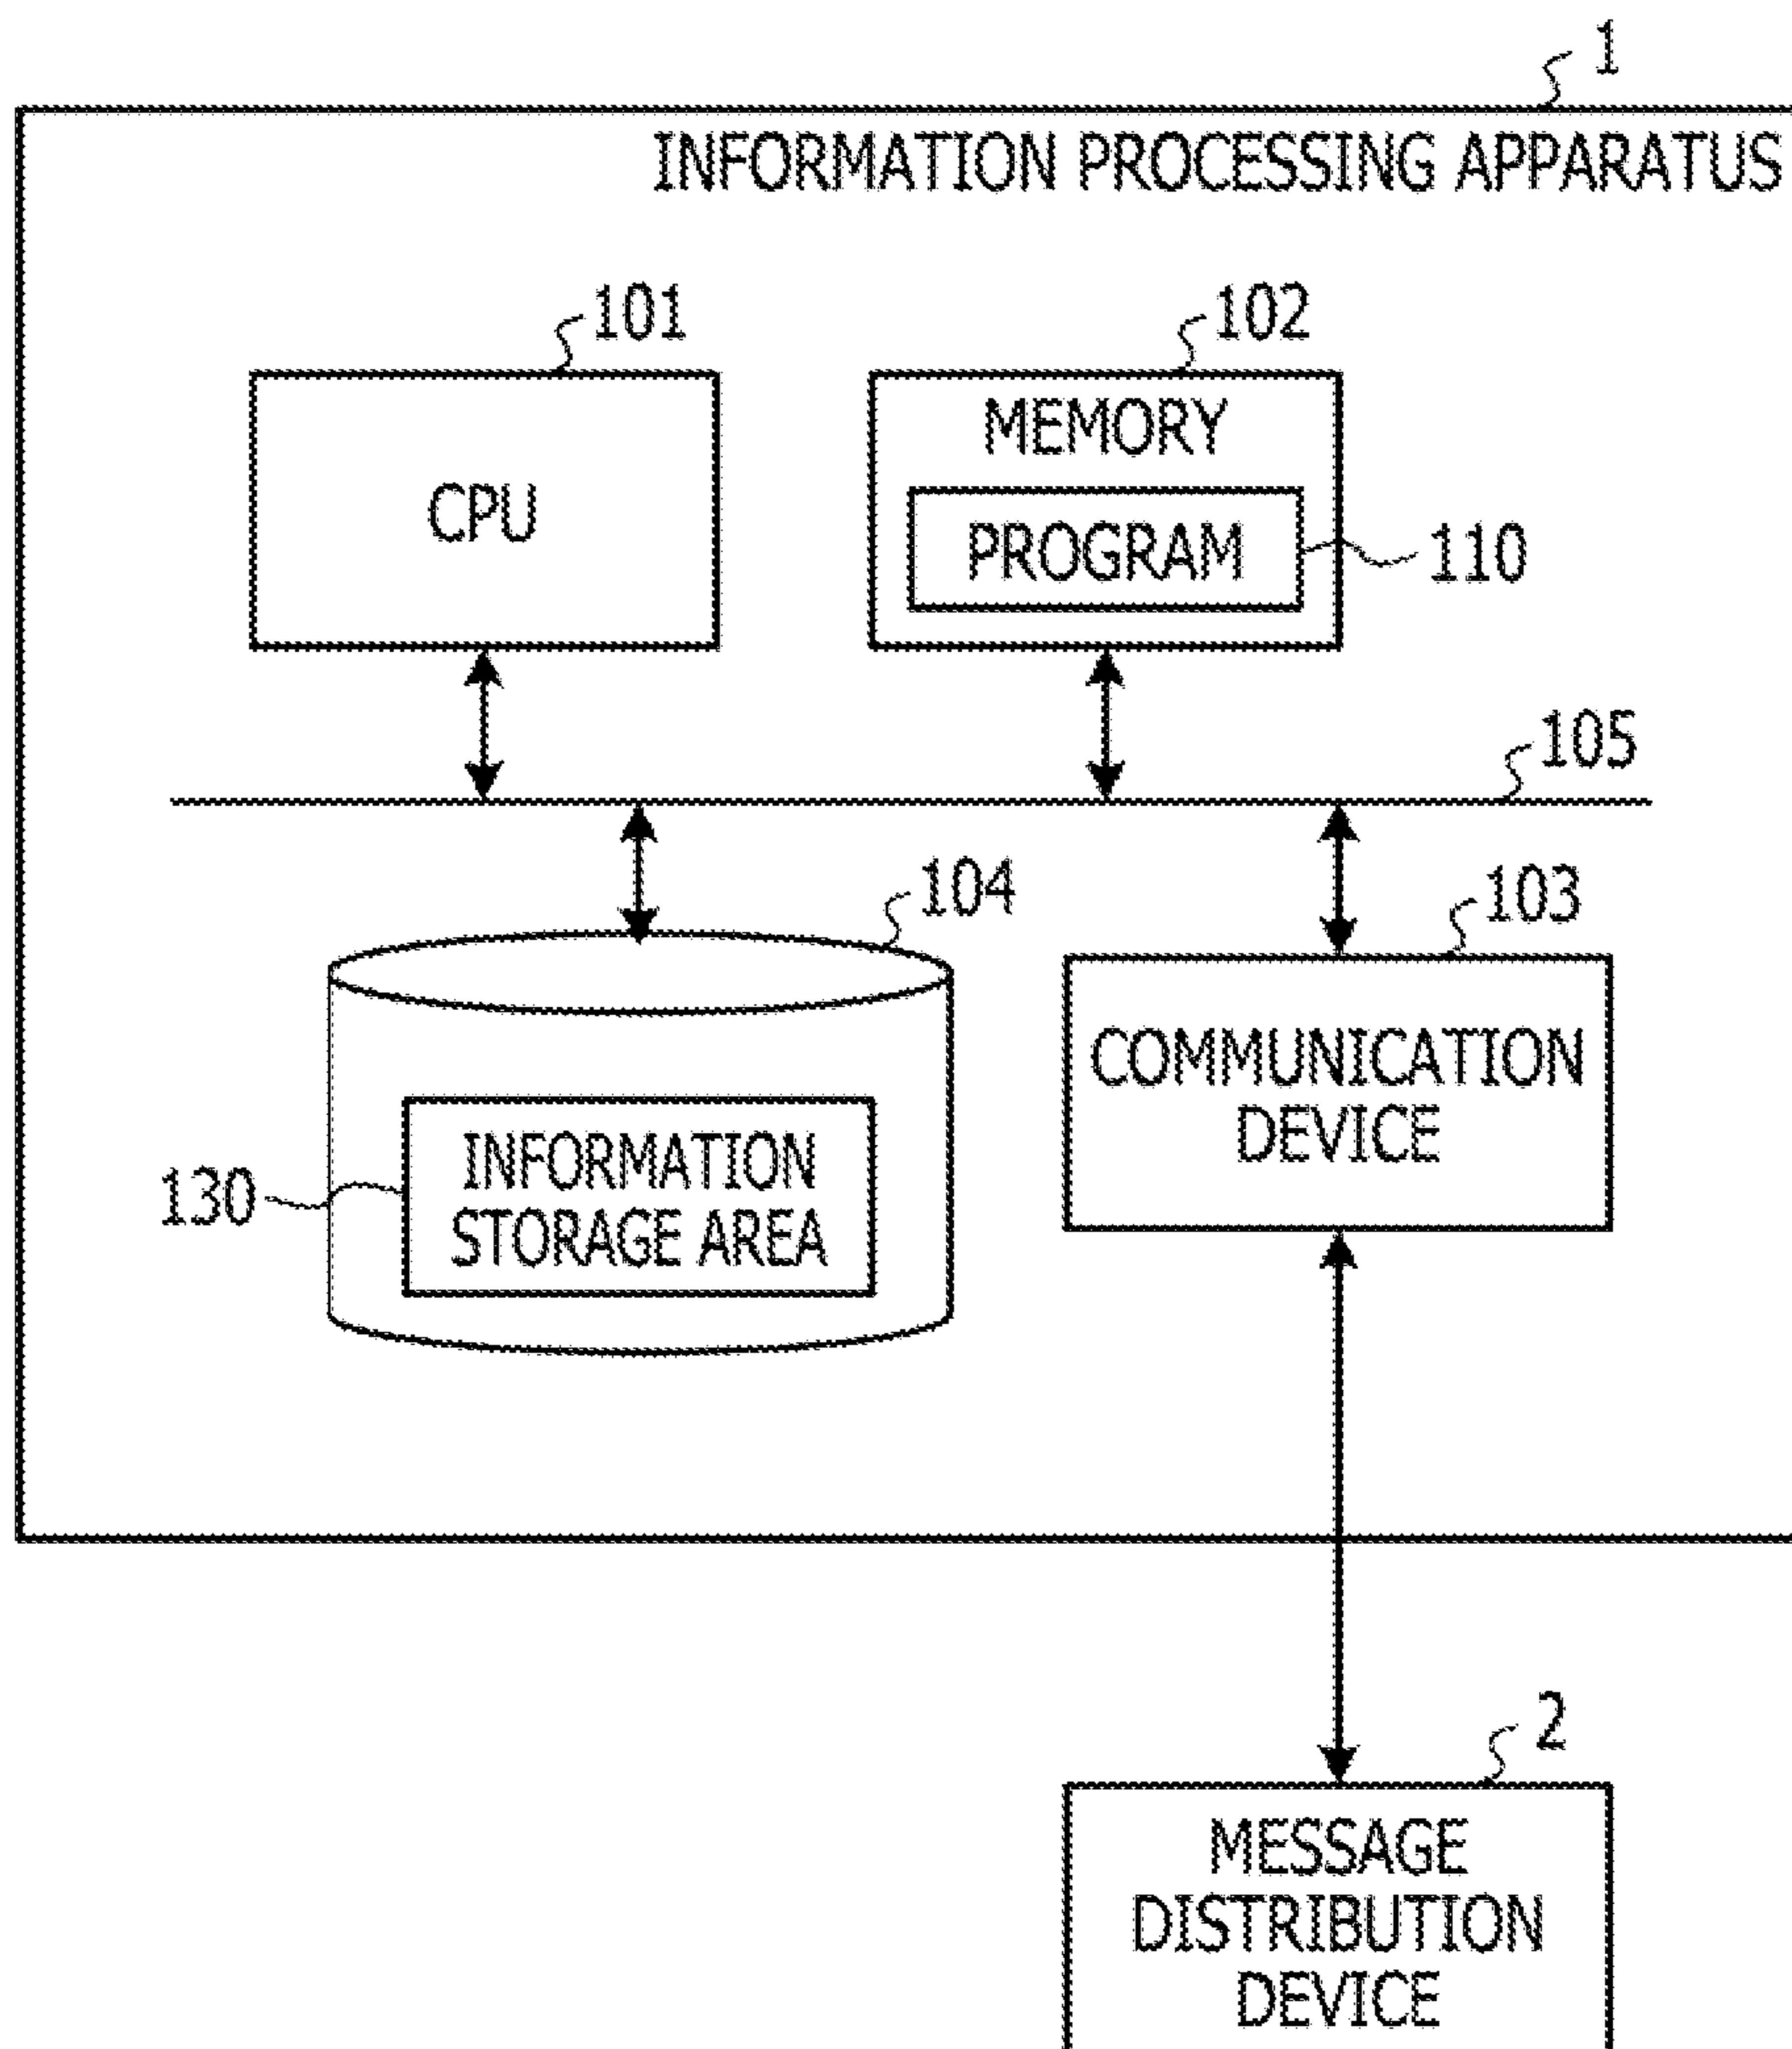 1
INFORMATION PROCESSING APPARATUS
101
102
CPU
MEMORY
PROGRAM
110
105
104
103
COMMUNICATION
DEVICE
130
INFORMATION
STORAGE AREA
2
MESSAGE
DISTRIBUTION
DEVICE